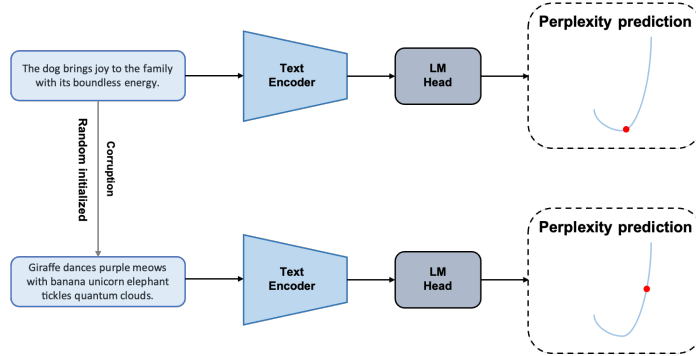 The dog brings joy to the family
with its boundless energy.
Text
Encoder
LM
Head
Perplexity prediction
Corruption
Random initialized
Giraffe dances purple meows
with banana unicorn elephant
tickles quantum clouds.
Text
Encoder
LM
Head
Perplexity prediction